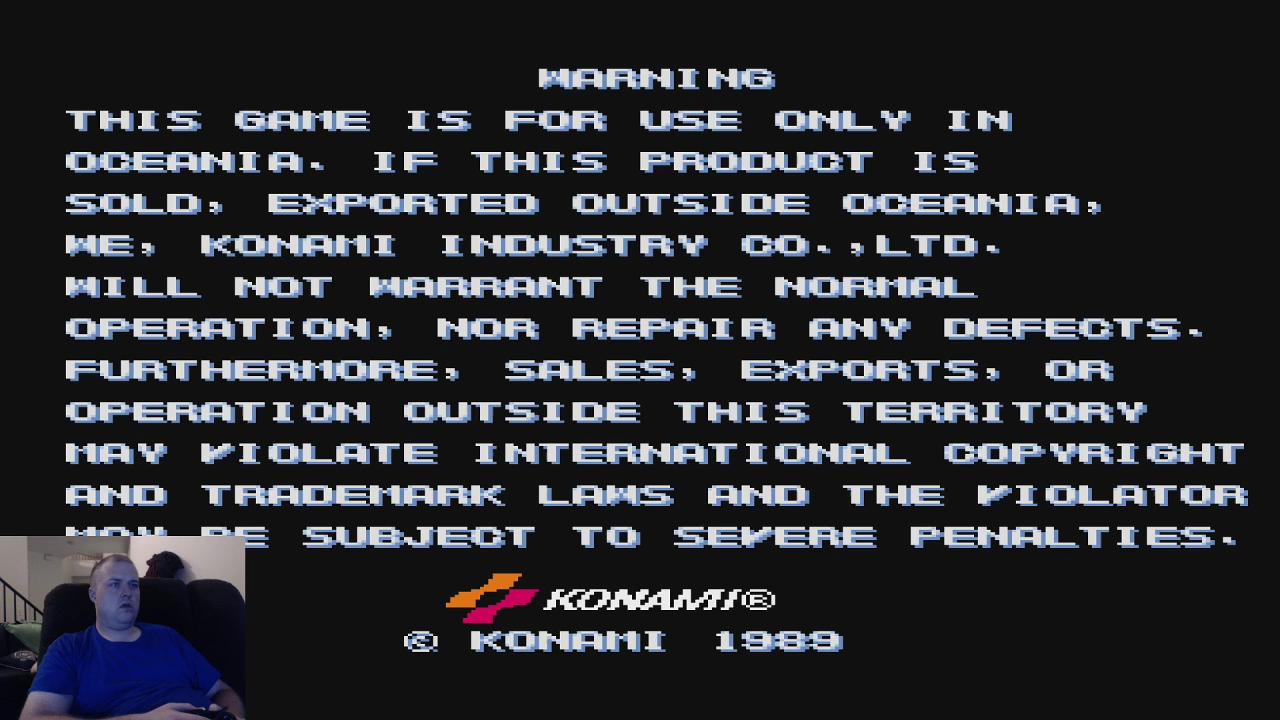 WARNING
THIS GAME IS FOR USE ONLY IN
OCEANIA. IF THIS PRODUCT IS
SOLD, EXPORTED OUTSIDE OCEANIA,
WE, KONAMI INDUSTRY CO.,LTD.
WILL NOT WARRANT THE NORMAL
OPERATION, NOR REPAIR ANY DEFECTS.
FURTHERMORE, SALES, EXPORTS, OR
OPERATION OUTSIDE THIS TERRITORY
MAY VIOLATE INTERNATIONAL COPYRIGHT
AND TRADEMARK LAWS AND THE VIOLATOR
MAY BE SUBJECT TO SEVERE PENALTIES.
KONAMI®
© KONAMI 1989